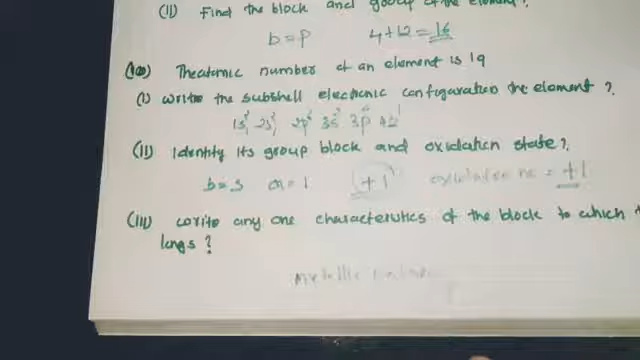 (ii) Find the block and group of the element?
b = p 4+12 = 16
(10) The atomic number of an element is 19
(i) Write the subshell electronic configuration the element?
1s² 2s² 2p⁶ 3s² 3p⁶ 4s¹
(ii) Identify its group block and oxidation state?
b = s G = 1 (+1) oxidation no = +1
(iii) Write any one characteristics of the block to which
longs?
metallic nature